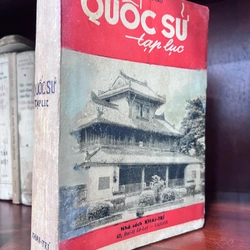 QUỐC SỬ
tạp lục
Nhà sách KHAI-TRÍ
QUỐC SỬ
TẠP LỤC
KHAI-TRÍ